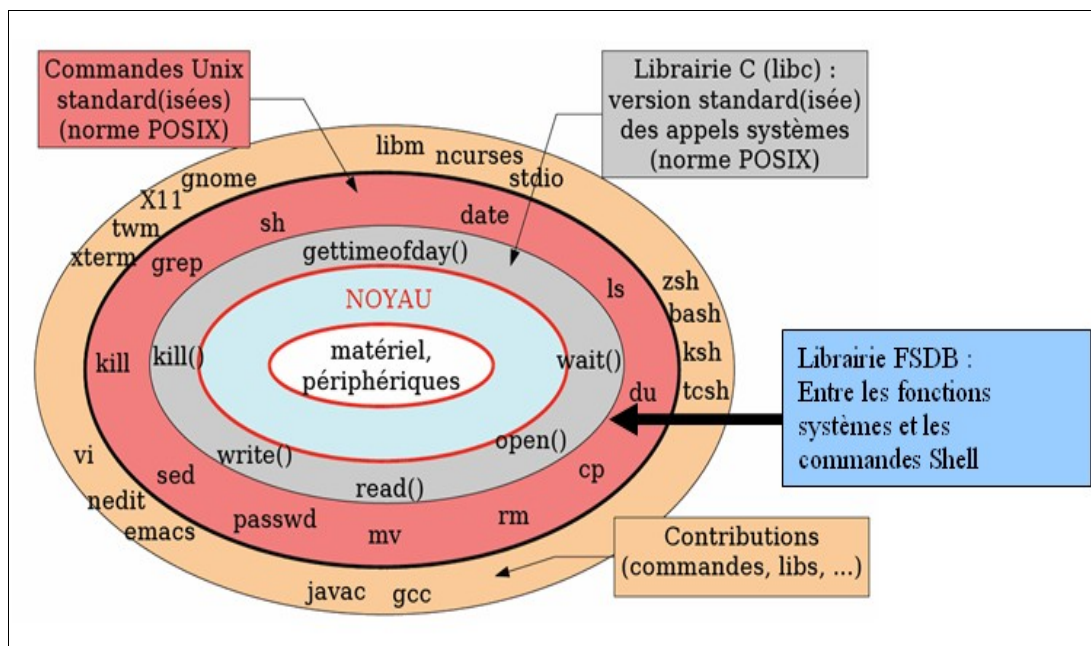 Commandes Unix
standard(isées)
(norme POSIX)
Librairie C (libc) :
version standard(isée)
des appels systèmes
(norme POSIX)
libm
ncurses
stdio
gnome
X11
twm
xterm
sh
date
grep
gettimeofday()
ls
zsh
bash
NOYAU
kill
kill()
matériel,
périphériques
wait()
ksh
du
tcsh
Librairie FSDB :
Entre les fonctions
systèmes et les
commandes Shell
vi
nedit
emacs
sed
write()
open()
read()
cp
passwd
mv
rm
Contributions
(commandes, libs, ...)
javac
gcc